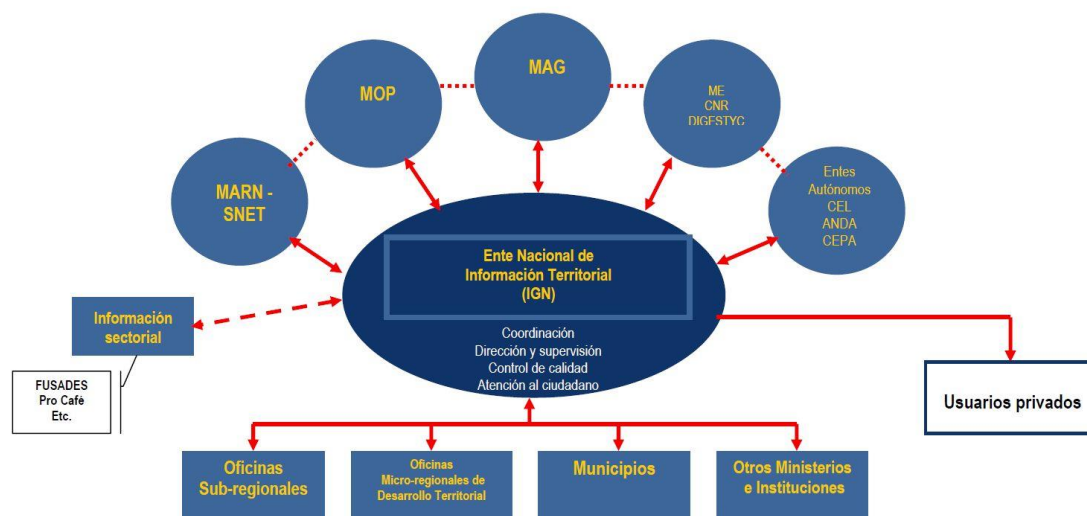 MAG
MOP
ME
CNR
DIGESTYC
MARN -
SNET
Entes
Autónomos
CEL
ANDA
CEPA
Ente Nacional de
Información Territorial
(IGN)
Coordinación
Dirección y supervisión
Control de calidad
Atención al ciudadano
Información
sectorial
FUSADES
Pro Café
Etc.
Usuarios privados
Oficinas
Sub-regionales
Oficinas
Micro-regionales de
Desarrollo Territorial
Municipios
Otros Ministerios
e Instituciones